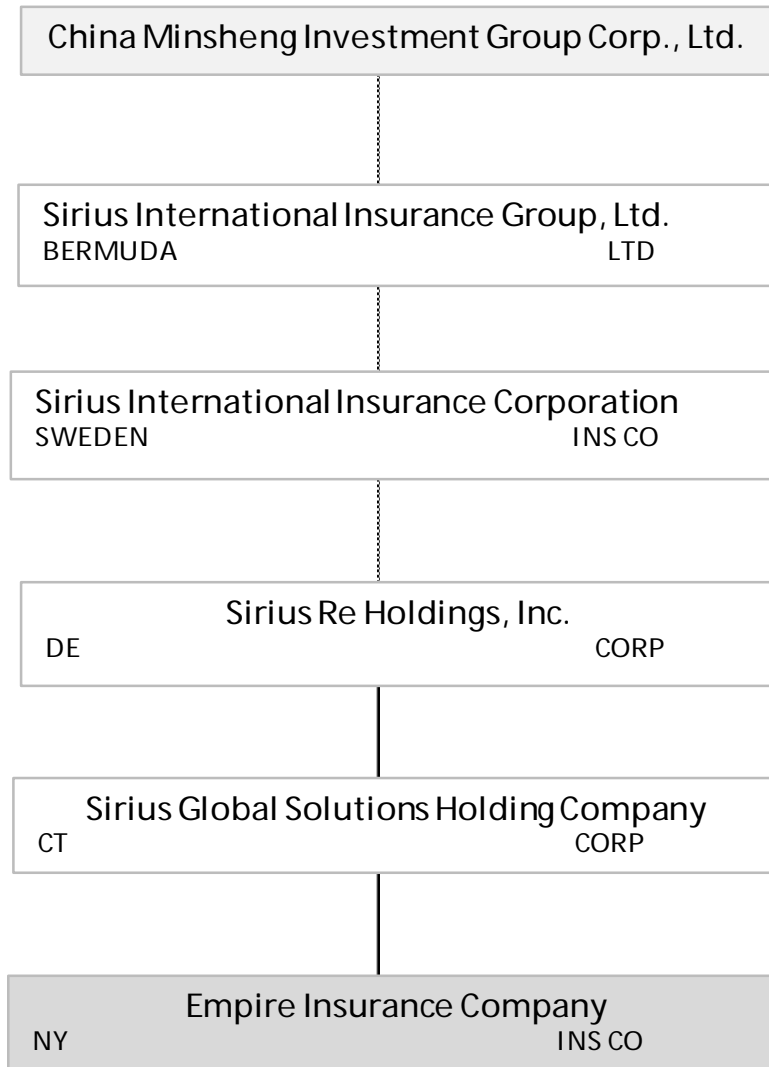 China Minsheng Investment Group Corp., Ltd.
Sirius International Insurance Group, Ltd.
BERMUDA LTD
Sirius International Insurance Corporation
SWEDEN INS CO
Sirius Re Holdings, Inc.
DE CORP
Sirius Global Solutions Holding Company
CT CORP
Empire Insurance Company
NY INS CO